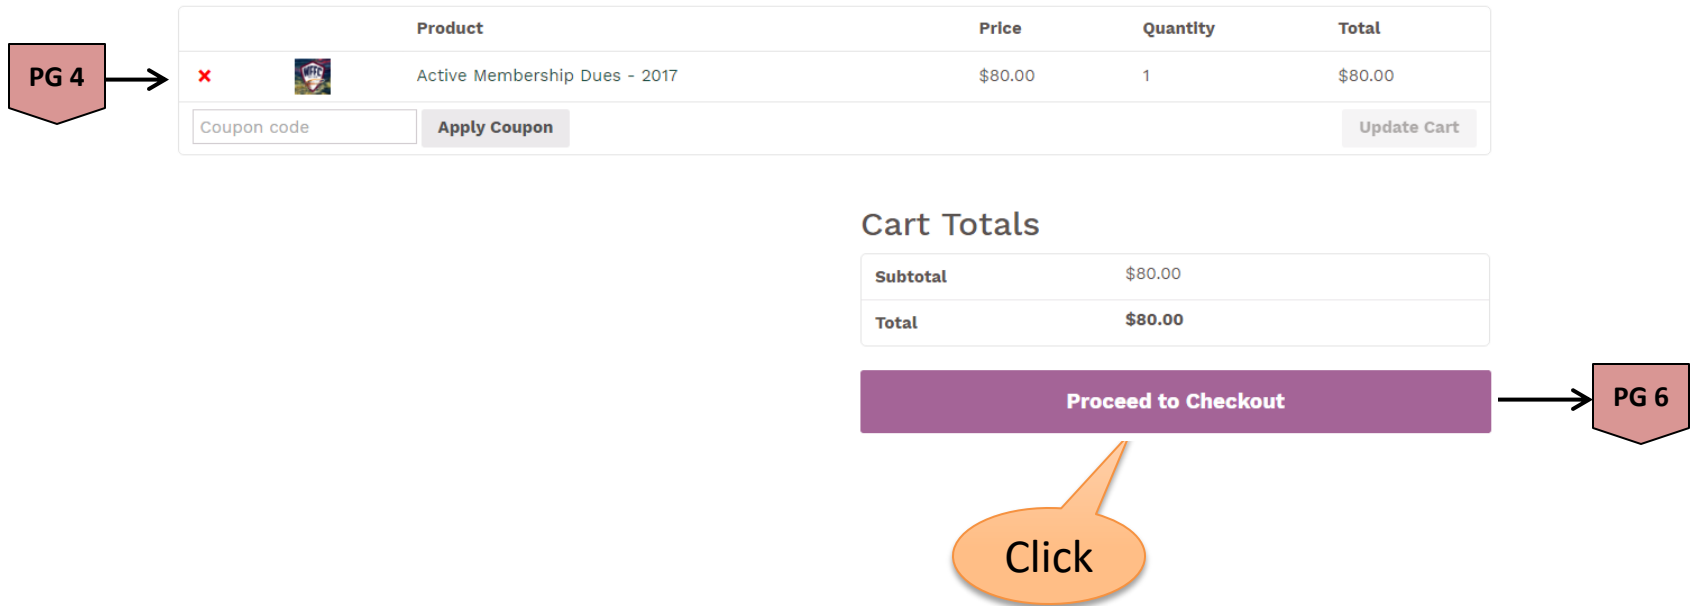 Product Price Quantity Total
PG 4
WFFC
Active Membership Dues - 2017 $80.00 1 $80.00
Coupon code Apply Coupon Update Cart
Cart Totals
Subtotal $80.00
Total $80.00
Proceed to Checkout
PG 6
Click